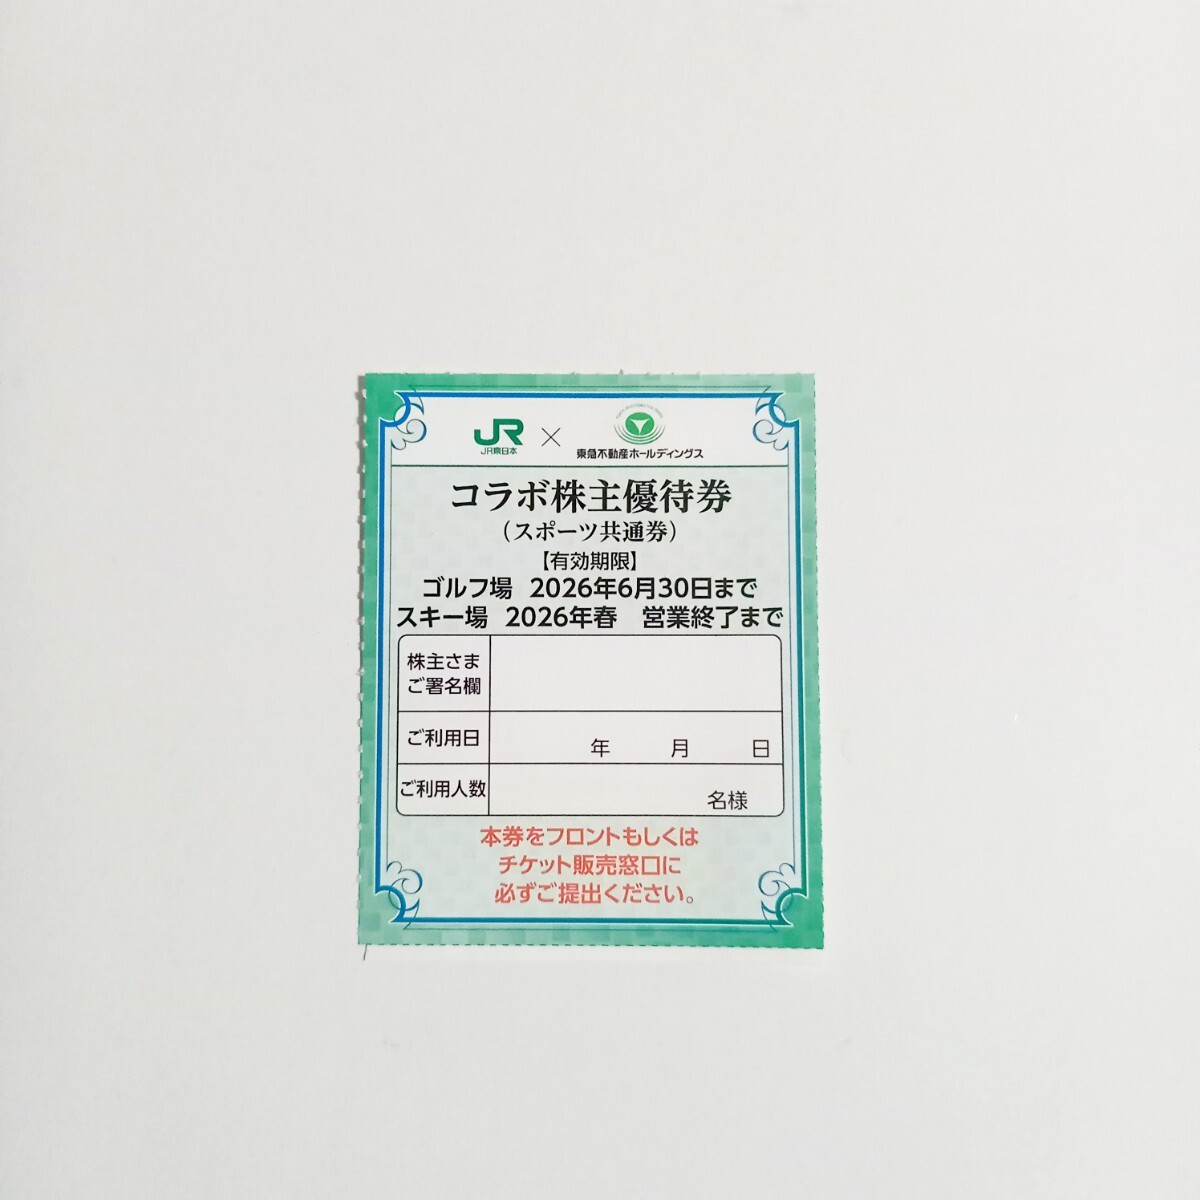 JR × 
JR東日本
東急不動産ホールディングス
コラボ株主優待券
（スポーツ共通券）
【有効期限】
ゴルフ場 2026年6月30日まで
スキー場 2026年春 営業終了まで
株主さま
ご署名欄
ご利用日 年 月 日
ご利用人数 名様
本券をフロントもしくは
チケット販売窓口に
必ずご提出ください。